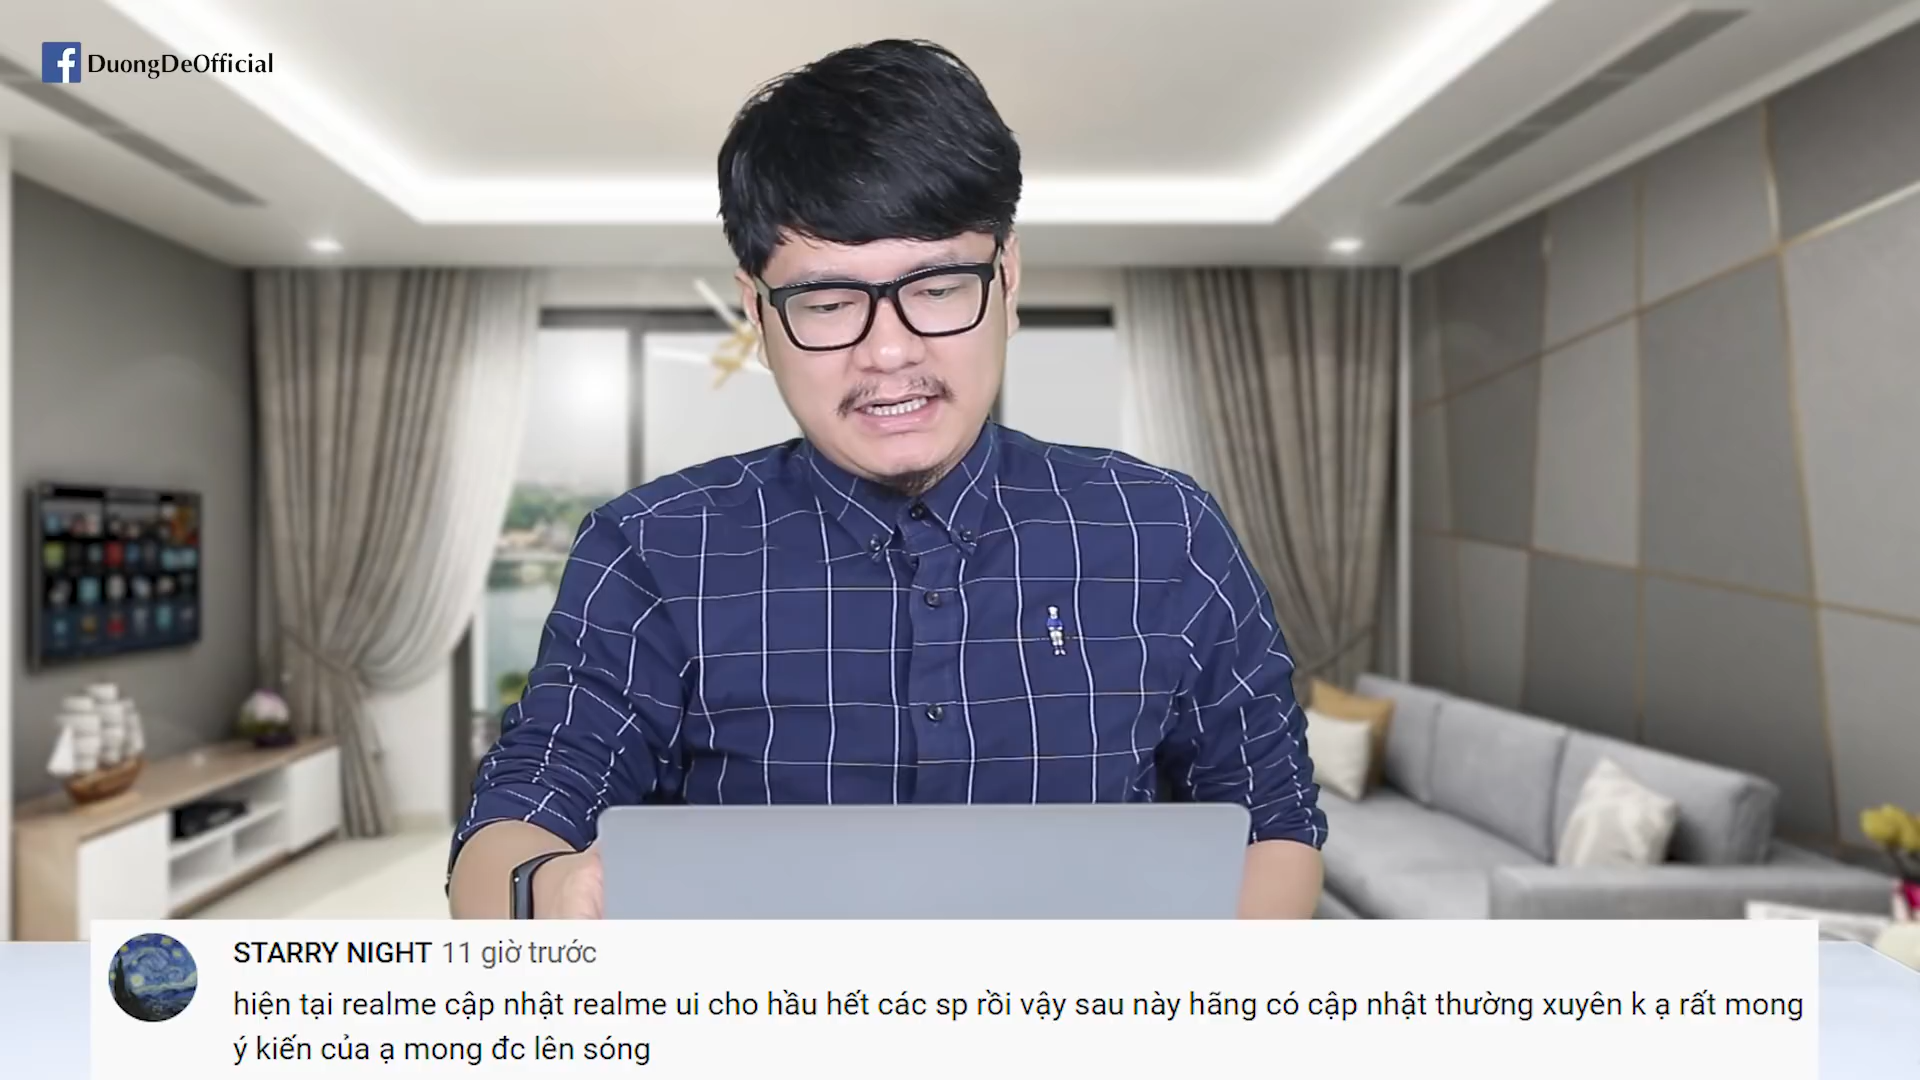 DuongDeOfficial
STARRY NIGHT 11 giờ trước
hiện tại realme cập nhật realme ui cho hầu hết các sp rồi vậy sau này hãng có cập nhật thường xuyên k ạ rất mong
ý kiến của ạ mong đc lên sóng